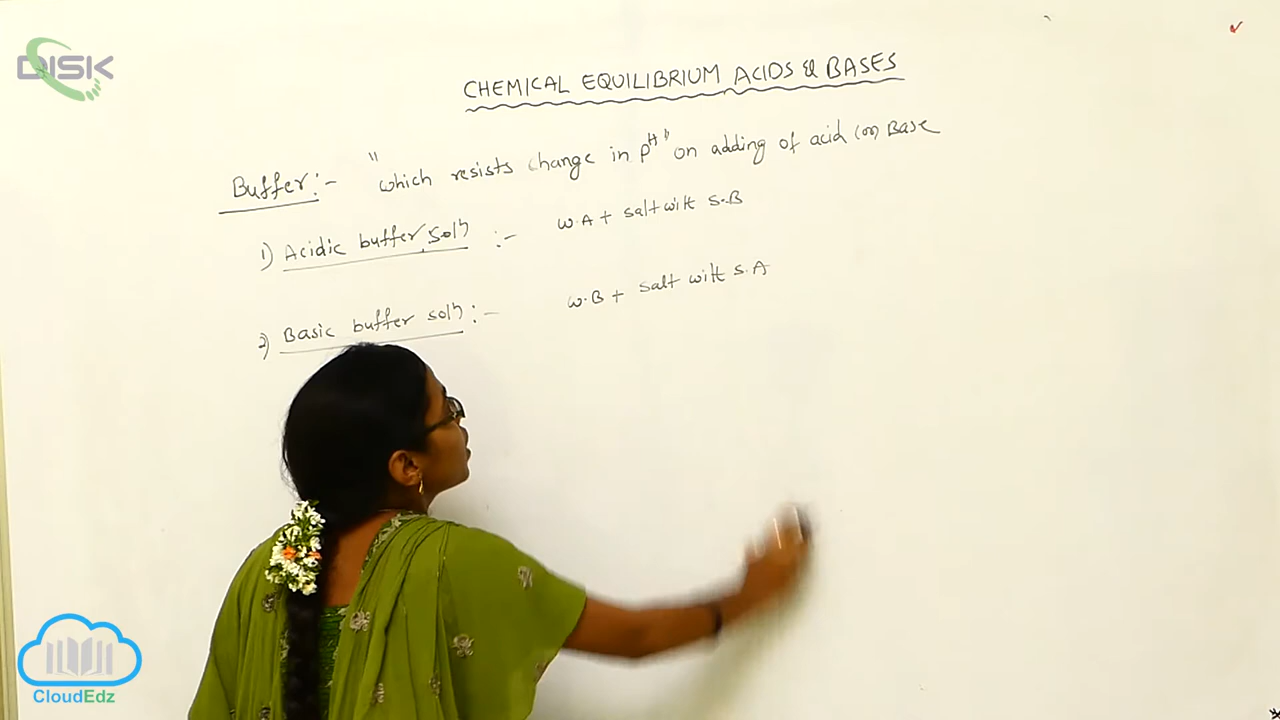 DISK
CHEMICAL EQUILIBRIUM ACIDS & BASES
Buffer:- "which resists change in pH" on adding of acid (or) Base
1) Acidic buffer soln :- W.A + salt with S.B
2) Basic buffer soln :- W.B + salt with S.A
CloudEdz